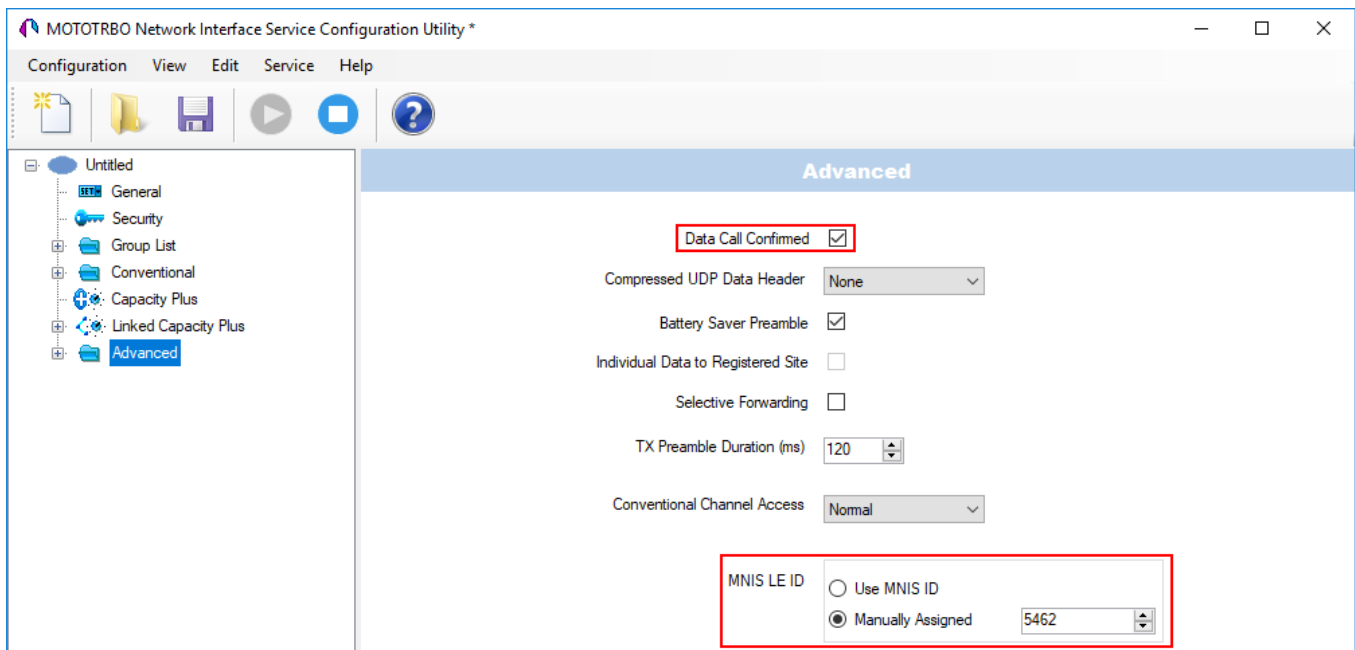 MOTOTRBO Network Interface Service Configuration Utility *
Configuration View Edit Service Help
Untitled
SET
General
Security
Group List
Conventional
Capacity Plus
Linked Capacity Plus
Advanced
Advanced
Data Call Confirmed
Compressed UDP Data Header None
Battery Saver Preamble
Individual Data to Registered Site
Selective Forwarding
TX Preamble Duration (ms) 120
Conventional Channel Access Normal
MNIS LE ID
Use MNIS ID
Manually Assigned 5462